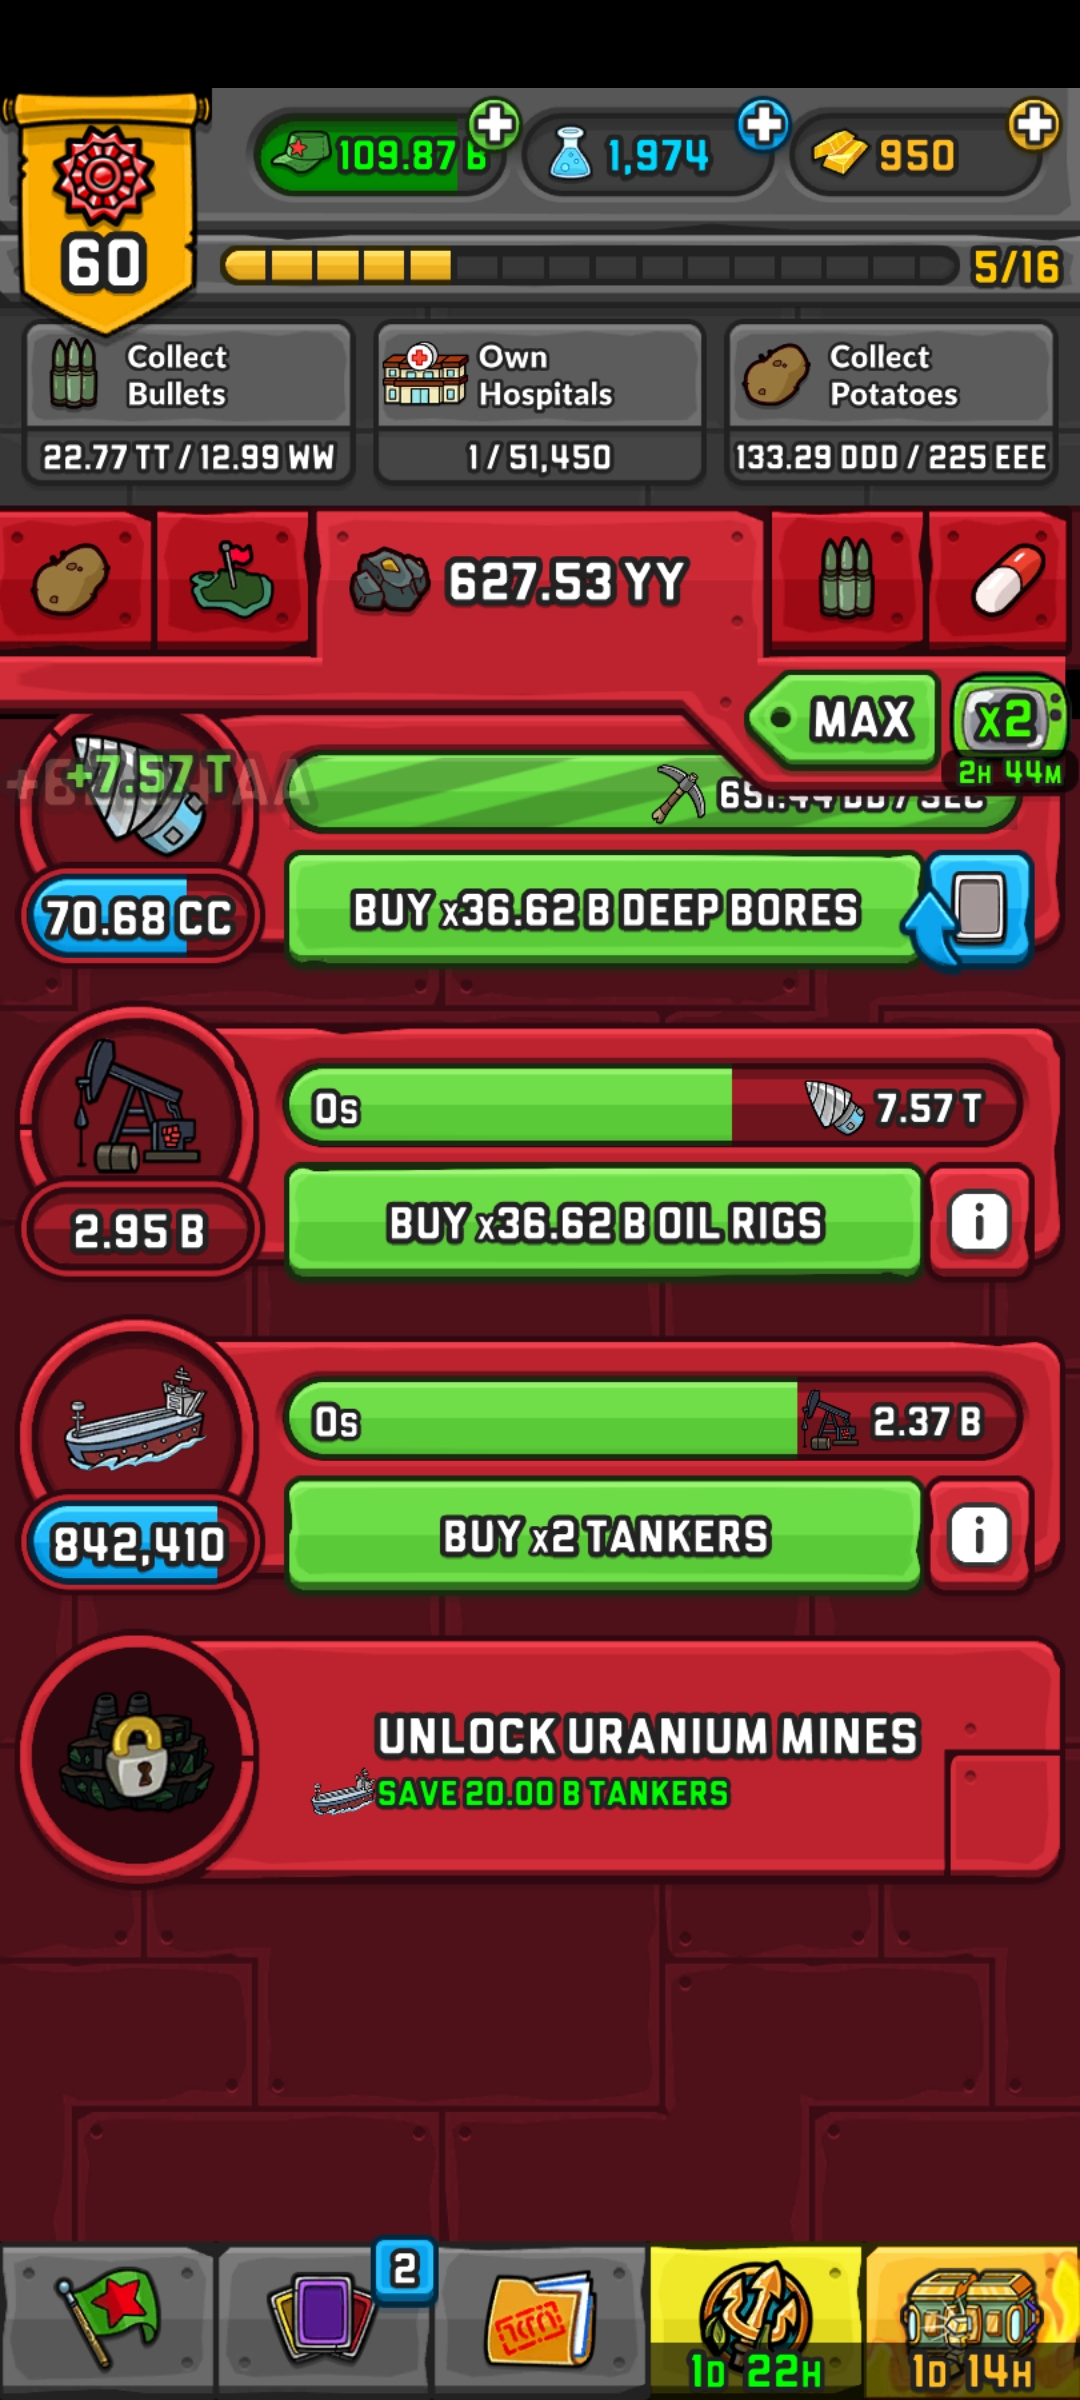 109.87 B
1,974
950
60
5/16
Collect
Bullets
22.77 TT / 12.99 WW
Own
Hospitals
1 / 51,450
Collect
Potatoes
133.29 DDD / 225 EEE
627.53 YY
MAX
x2
2H 44M
+7.57 T
70.68 CC
BUY x36.62 B DEEP BORES
0s
7.57 T
2.95 B
BUY x36.62 B OIL RIGS
i
0s
2.37 B
842,410
BUY x2 TANKERS
i
UNLOCK URANIUM MINES
SAVE 20.00 B TANKERS
2
1D 22H
1D 14H